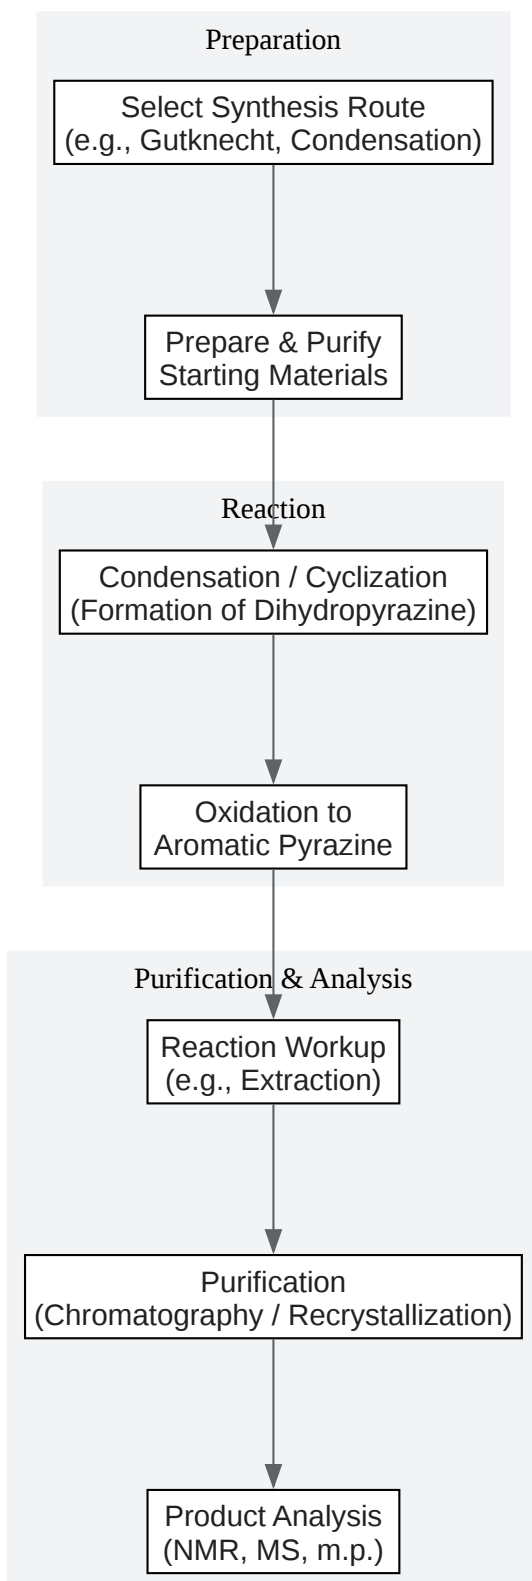 Preparation
Select Synthesis Route
(e.g., Gutknecht, Condensation)
Prepare & Purify
Starting Materials
Reaction
Condensation / Cyclization
(Formation of Dihydropyrazine)
Oxidation to
Aromatic Pyrazine
Purification & Analysis
Reaction Workup
(e.g., Extraction)
Purification
(Chromatography / Recrystallization)
Product Analysis
(NMR, MS, m.p.)